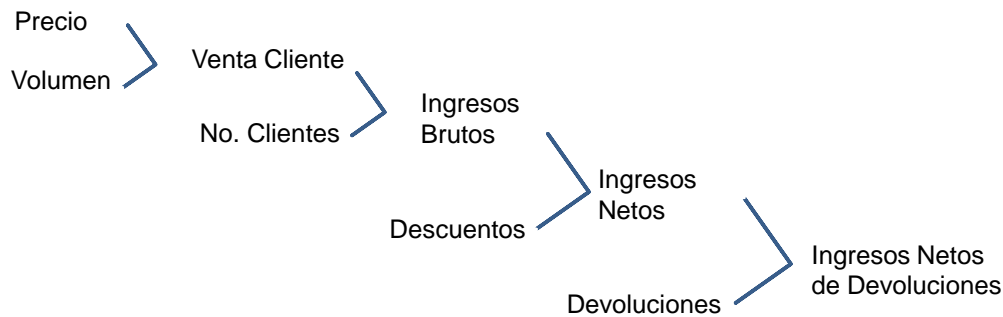 Precio
Volumen
Venta Cliente
No. Clientes
Ingresos
Brutos
Descuentos
Ingresos
Netos
Devoluciones
Ingresos Netos
de Devoluciones